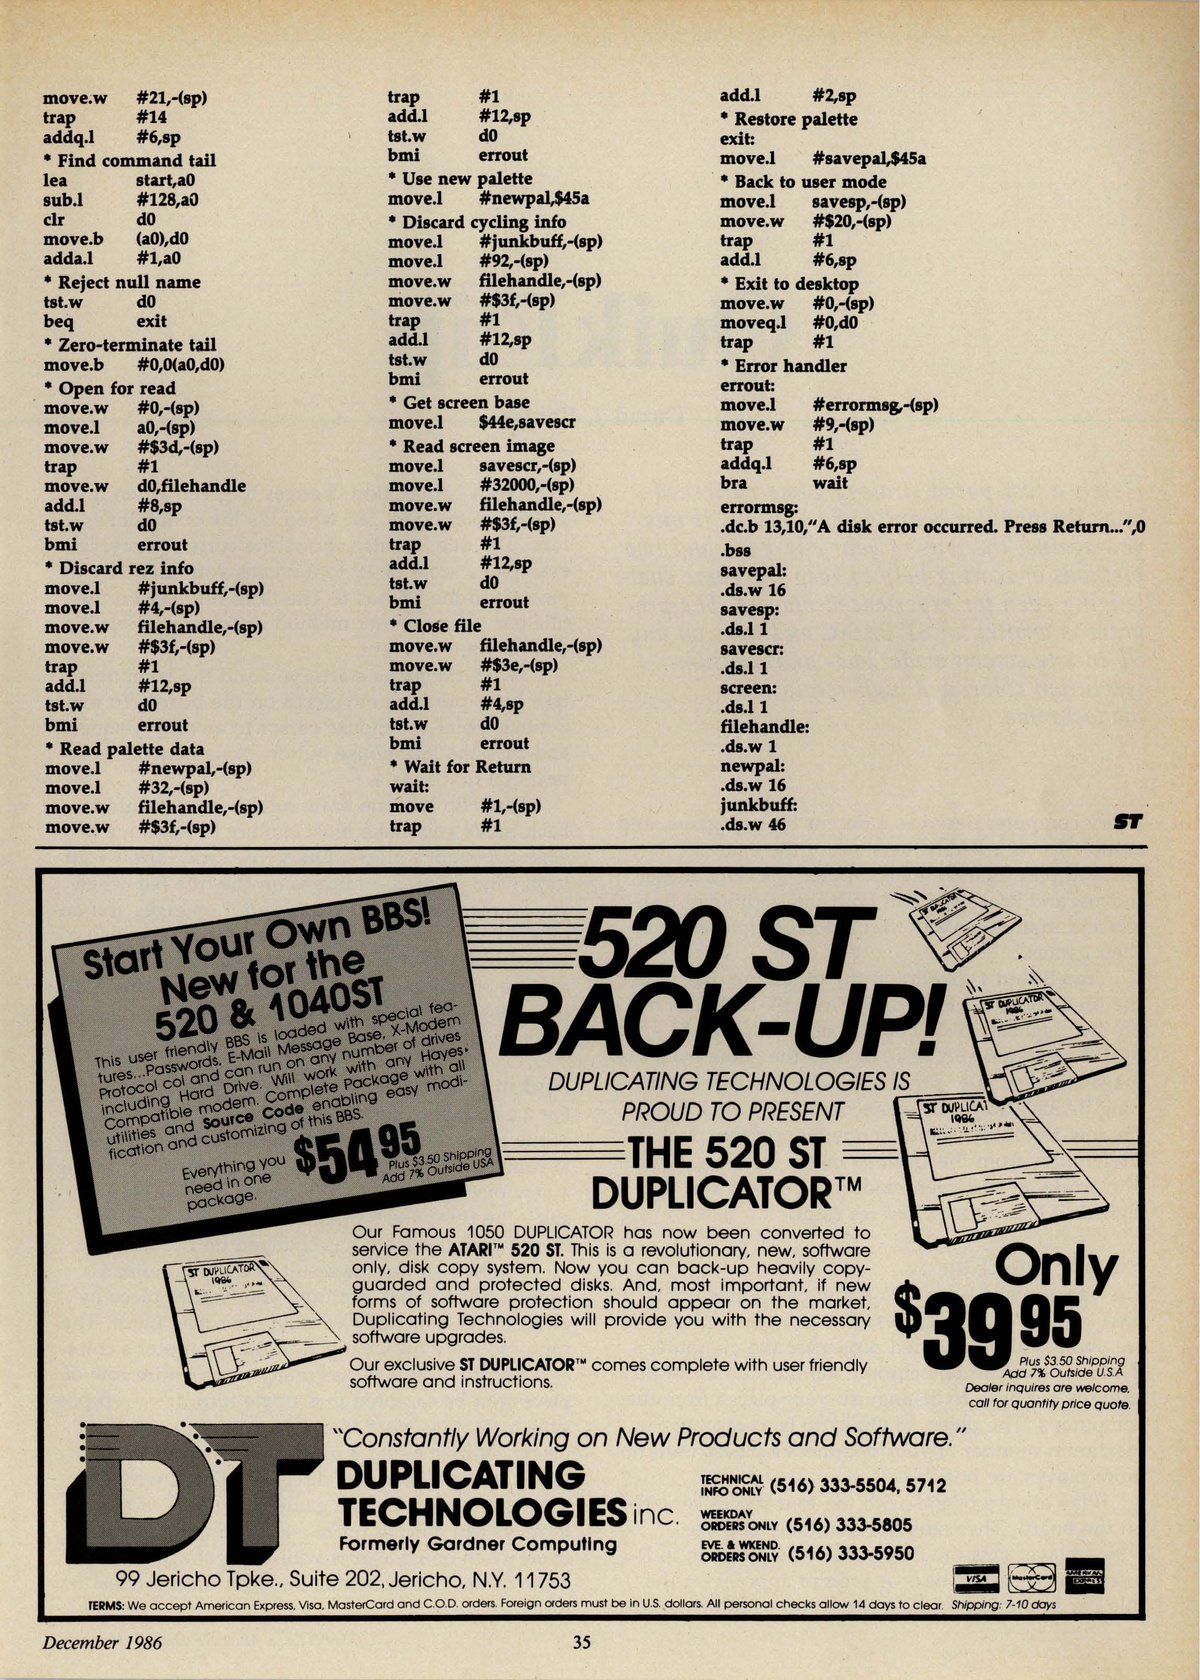 move.w #21,-(sp)
trap #14
addq.l #6,sp
* Find command tail
lea start,a0
sub.l #128,a0
clr d0
move.b (a0),d0
adda.l #1,a0
* Reject null name
tst.w d0
beq exit
* Zero-terminate tail
move.b #0,0(a0,d0)
* Open for read
move.w #0,-(sp)
move.l a0,-(sp)
move.w #$3d,-(sp)
trap #1
move.w d0,filehandle
add.l #8,sp
tst.w d0
bmi errout
* Discard rez info
move.l #junkbuff,-(sp)
move.l #4,-(sp)
move.w filehandle,-(sp)
move.w #$3f,-(sp)
trap #1
add.l #12,sp
tst.w d0
bmi errout
* Read palette data
move.l #newpal,-(sp)
move.l #32,-(sp)
move.w filehandle,-(sp)
move.w #$3f,-(sp)
trap #1
add.l #12,sp
tst.w d0
bmi errout
* Use new palette
move.l #newpal,$45a
* Discard cycling info
move.l #junkbuff,-(sp)
move.l #92,-(sp)
move.w filehandle,-(sp)
move.w #$3f,-(sp)
trap #1
add.l #12,sp
tst.w d0
bmi errout
* Get screen base
move.l $44e,savescr
* Read screen image
move.l savescr,-(sp)
move.l #32000,-(sp)
move.w filehandle,-(sp)
move.w #$3f,-(sp)
trap #1
add.l #12,sp
tst.w d0
bmi errout
* Close file
move.w filehandle,-(sp)
move.w #$3e,-(sp)
trap #1
add.l #4,sp
tst.w d0
bmi errout
* Wait for Return
wait:
move #1,-(sp)
trap #1
add.l #2,sp
* Restore palette
exit:
move.l #savepal,$45a
* Back to user mode
move.l savesp,-(sp)
move.w #$20,-(sp)
trap #1
add.l #6,sp
* Exit to desktop
move.w #0,-(sp)
moveq.l #0,d0
trap #1
* Error handler
errout:
move.l #errormsg,-(sp)
move.w #9,-(sp)
trap #1
addq.l #6,sp
bra wait
errormsg:
.dc.b 13,10,“A disk error occurred. Press Return...”,0
.bss
savepal:
.ds.w 16
savesp:
.ds.l 1
savescr:
.ds.l 1
screen:
.ds.l 1
filehandle:
.ds.w 1
newpal:
.ds.w 16
junkbuff:
.ds.w 46
ST
Start Your Own BBS!
New for the
520 & 1040ST
This user friendly BBS is loaded with special fea-
tures...Passwords, E-Mail Message Base, X-Modem
Protocol col and can run on any number of drives
including Hard Drive. Will work with any Hayes•
Compatible modem. Complete Package with all
utilities and Source Code enabling easy modi-
fication and customizing of this BBS.
Everything you
need in one
package.
$54 95
Plus $3.50 Shipping
Add 7% Outside USA
520 ST
BACK-UP!
DUPLICATING TECHNOLOGIES IS
PROUD TO PRESENT
THE 520 ST
DUPLICATOR™
ST DUPLICATOR
1986
ST DUPLICATOR
1986
ST DUPLICAT
1986
ST DUPLICATOR
1986
Our Famous 1050 DUPLICATOR has now been converted to
service the ATARI™ 520 ST. This is a revolutionary, new, software
only, disk copy system. Now you can back-up heavily copy-
guarded and protected disks. And, most important, if new
forms of software protection should appear on the market,
Duplicating Technologies will provide you with the necessary
software upgrades.
Our exclusive ST DUPLICATOR™ comes complete with user friendly
software and instructions.
Only
$39 95
Plus $3.50 Shipping
Add 7% Outside U.S.A
Dealer inquires are welcome,
call for quantity price quote.
DT
“Constantly Working on New Products and Software.”
DUPLICATING
TECHNOLOGIES inc.
Formerly Gardner Computing
99 Jericho Tpke., Suite 202, Jericho, N.Y. 11753
TECHNICAL
INFO ONLY (516) 333-5504, 5712
WEEKDAY
ORDERS ONLY (516) 333-5805
EVE. & WKEND.
ORDERS ONLY (516) 333-5950
VISA
MasterCard
AMERICAN
EXPRESS
TERMS: We accept American Express, Visa, MasterCard and C.O.D. orders. Foreign orders must be in U.S. dollars. All personal checks allow 14 days to clear. Shipping: 7-10 days
December 1986
35